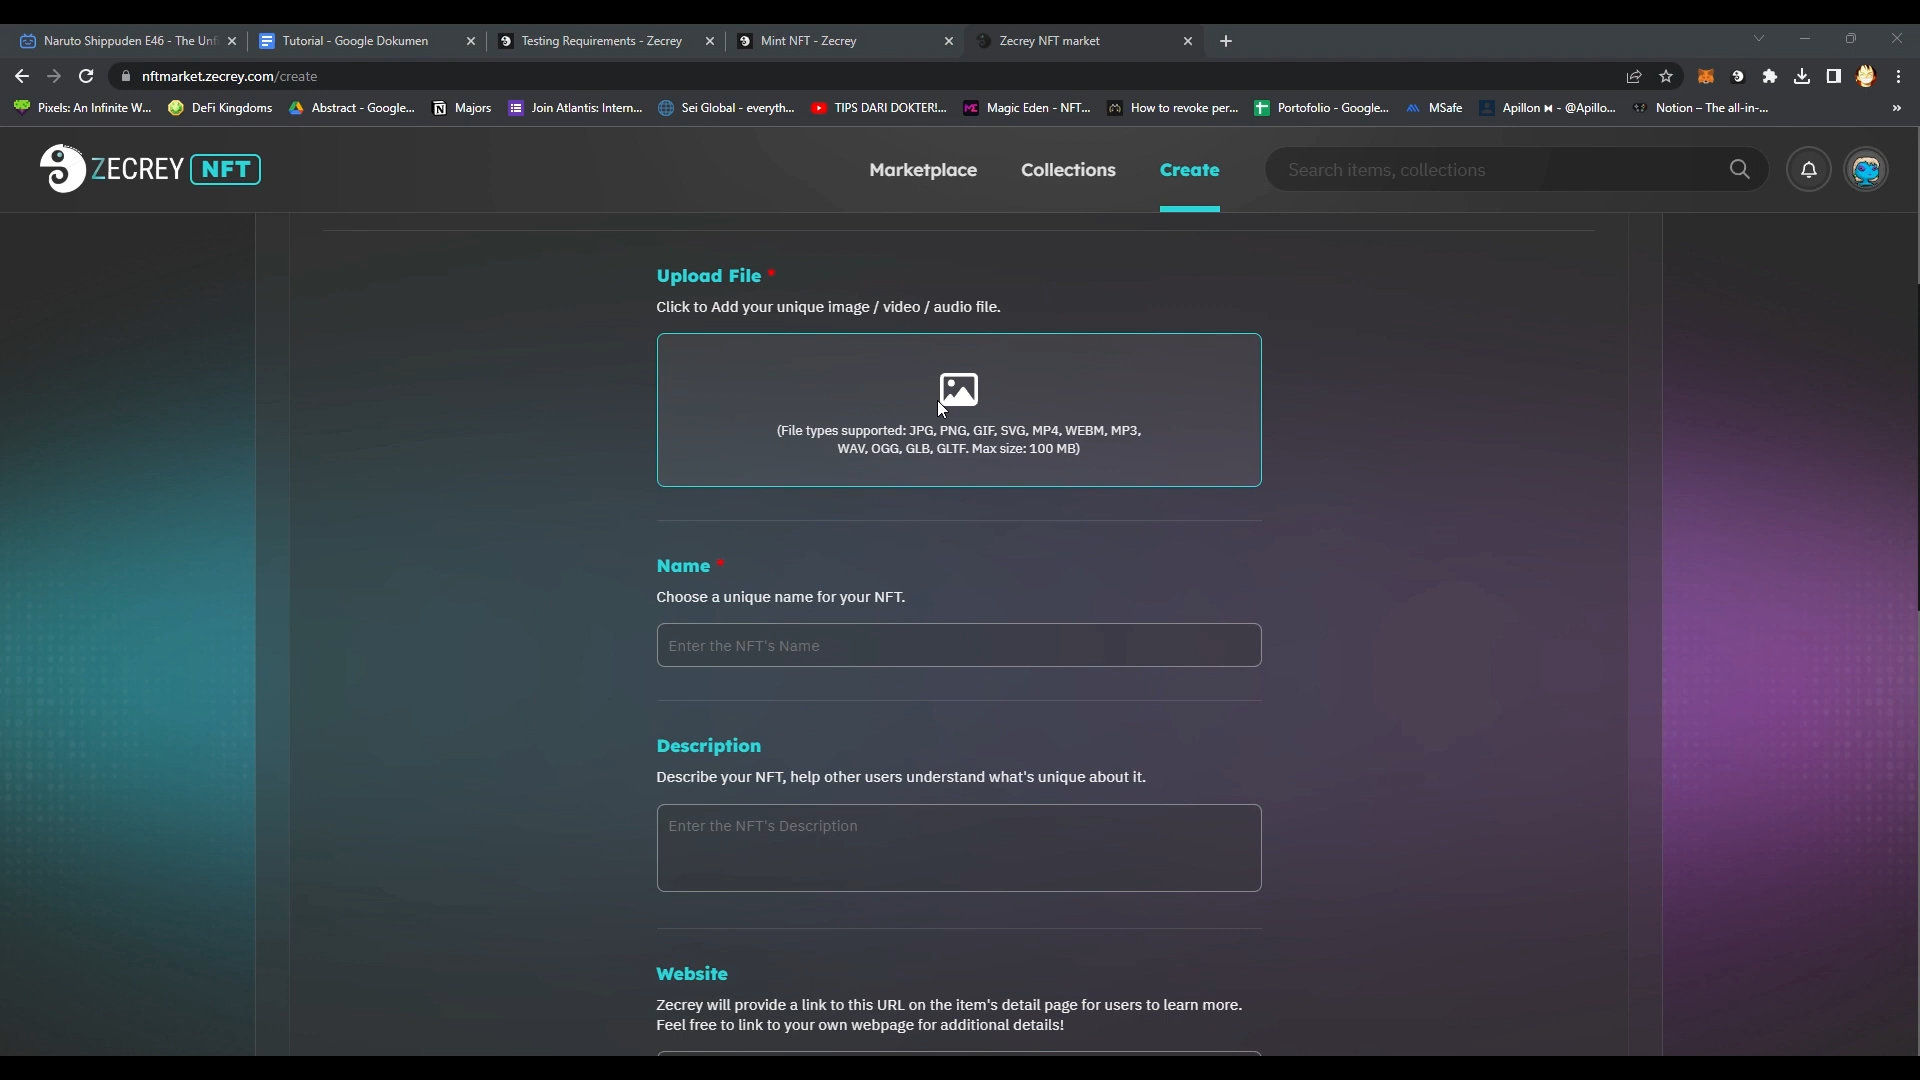 Naruto Shippuden E46 - The Unf
Tutorial - Google Dokumen
Testing Requirements - Zecrey
Mint NFT - Zecrey
Zecrey NFT market
nftmarket.zecrey.com/create
Pixels: An Infinite W...
DeFi Kingdoms
Abstract - Google...
Majors
Join Atlantis: Intern...
Sei Global - everyth...
TIPS DARI DOKTER!...
Magic Eden - NFT...
How to revoke per...
Portofolio - Google...
MSafe
Apillon ⧓ - @Apillo...
Notion – The all-in-...
ZECREY NFT
Marketplace
Collections
Create
Search items, collections
Upload File *
Click to Add your unique image / video / audio file.
(File types supported: JPG, PNG, GIF, SVG, MP4, WEBM, MP3,
WAV, OGG, GLB, GLTF. Max size: 100 MB)
Name *
Choose a unique name for your NFT.
Enter the NFT's Name
Description
Describe your NFT, help other users understand what's unique about it.
Enter the NFT's Description
Website
Zecrey will provide a link to this URL on the item's detail page for users to learn more.
Feel free to link to your own webpage for additional details!